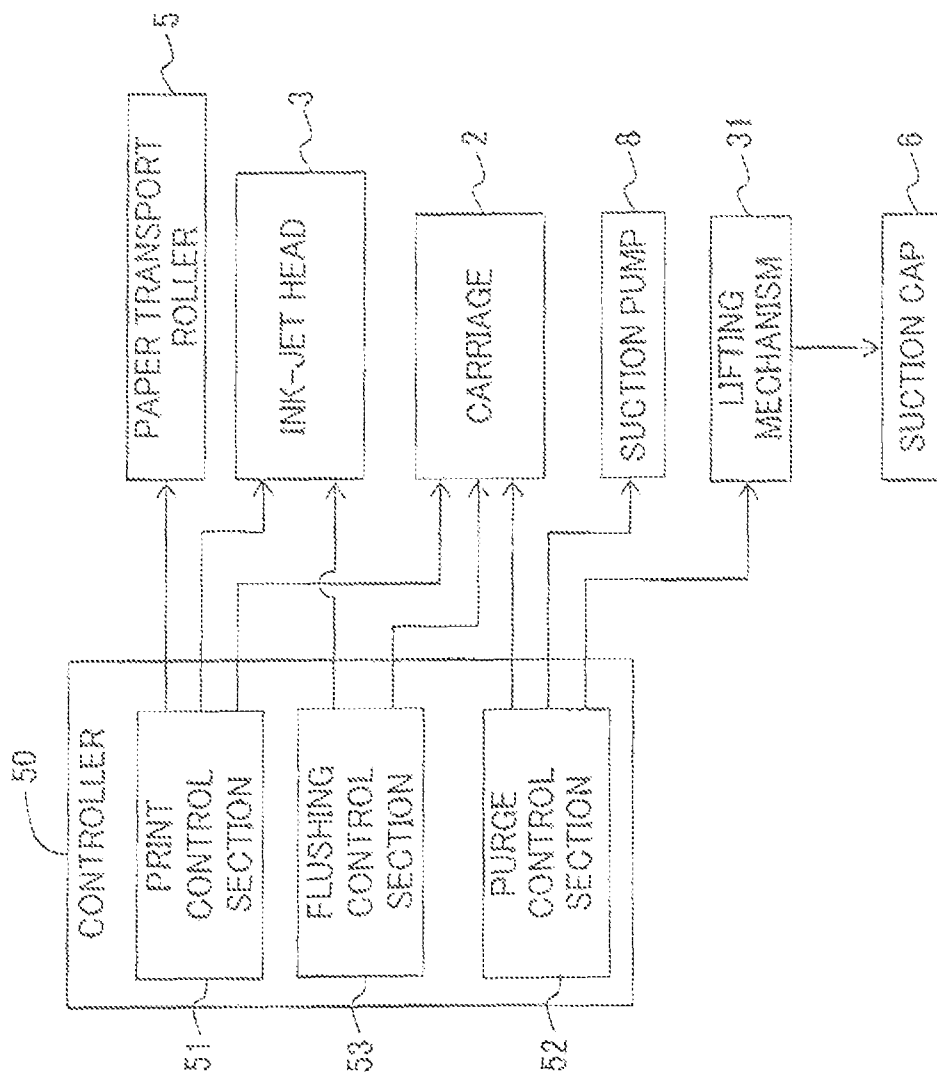 50
CONTROLLER
51
PRINT
CONTROL
SECTION
53
FLUSHING
CONTROL
SECTION
52
PURGE
CONTROL
SECTION
5
PAPER TRANSPORT
ROLLER
3
INK-JET HEAD
2
CARRIAGE
8
SUCTION PUMP
31
LIFTING
MECHANISM
6
SUCTION CAP